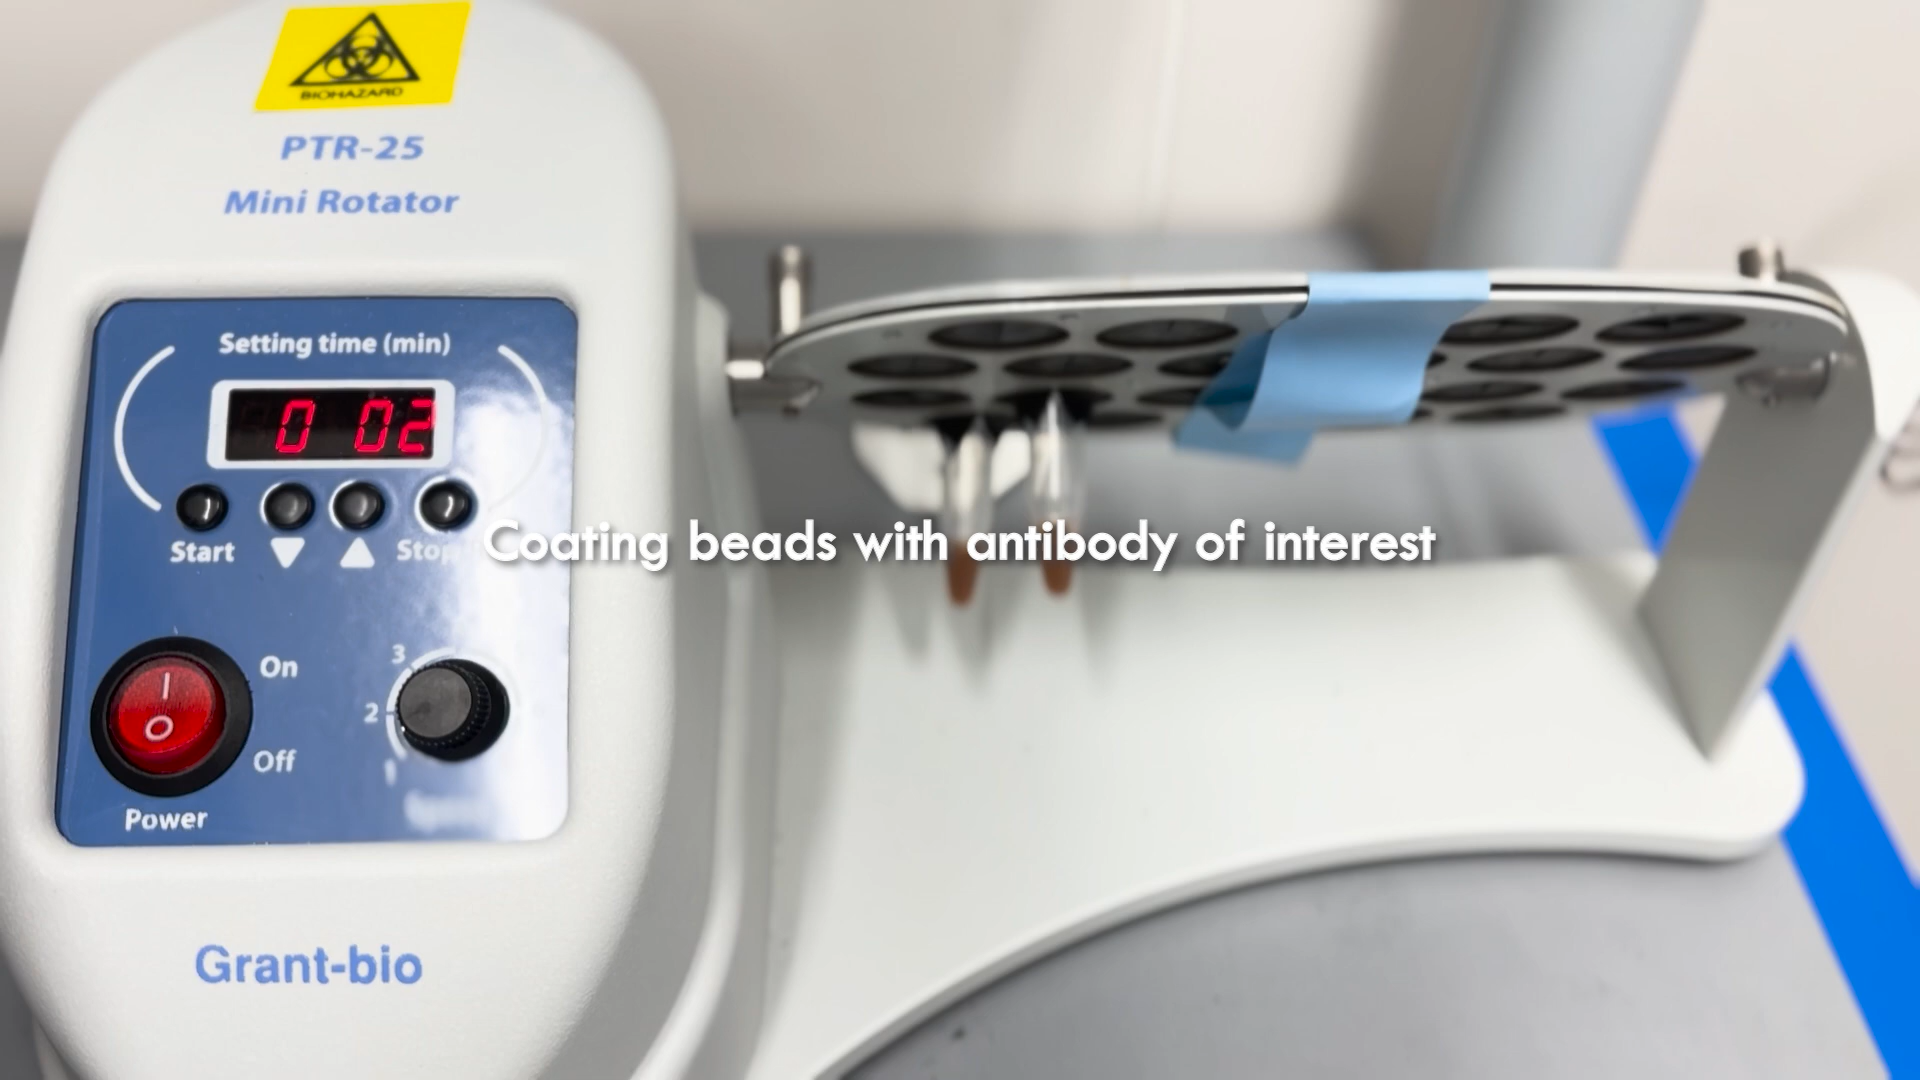 BIOHAZARD
PTR-25
Mini Rotator
Setting time (min)
0 02
Start
Stop
Coating beads with antibody of interest
On
I
O
Off
Power
3
2
1
Grant-bio